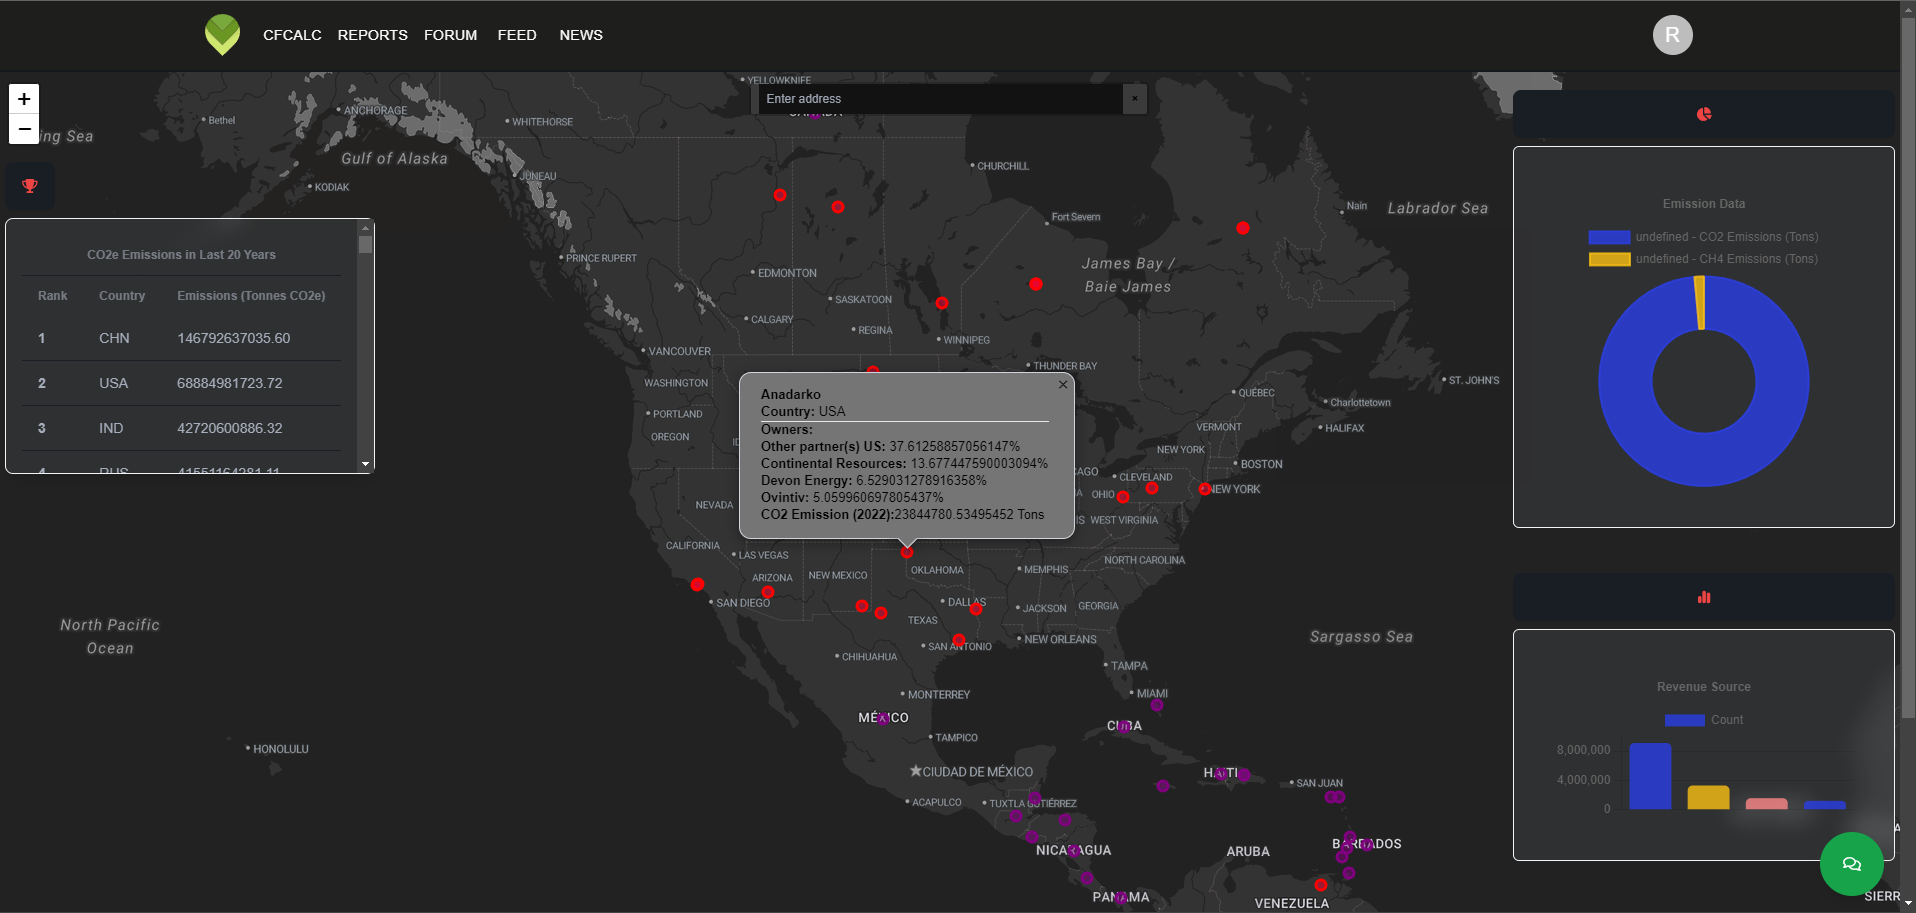 CFCALC REPORTS FORUM FEED NEWS
R
+
−
Enter address
×
YELLOWKNIFE
ANCHORAGE
Bethel
WHITEHORSE
ing Sea
Gulf of Alaska
JUNEAU
KODIAK
CHURCHILL
Fort Severn
Nain
Labrador Sea
PRINCE RUPERT
EDMONTON
James Bay /
Baie James
SASKATOON
CALGARY
REGINA
WINNIPEG
VANCOUVER
THUNDER BAY
WASHINGTON
ST. JOHN'S
QUÉBEC
Charlottetown
PORTLAND
HALIFAX
OREGON
VERMONT
NEW YORK
BOSTON
CLEVELAND
OHIO
NEW YORK
NEVADA
WEST VIRGINIA
CALIFORNIA
LAS VEGAS
NORTH CAROLINA
ARIZONA
NEW MEXICO
OKLAHOMA
MEMPHIS
SAN DIEGO
DALLAS
JACKSON
GEORGIA
TEXAS
NEW ORLEANS
SAN ANTONIO
CHIHUAHUA
TAMPA
MONTERREY
MIAMI
MÉXICO
CUBA
TAMPICO
HONOLULU
CIUDAD DE MÉXICO
HAITI
SAN JUAN
ACAPULCO
TUXTLA GUTIÉRREZ
NICARAGUA
ARUBA
BARBADOS
PANAMA
VENEZUELA
SIERR
North Pacific
Ocean
Sargasso Sea
CANADA
CO2e Emissions in Last 20 Years
Rank Country Emissions (Tonnes CO2e)
1 CHN 146792637035.60
2 USA 68884981723.72
3 IND 42720600886.32
4 RUS 41551164281.11
Anadarko
×
Country: USA
Owners:
Other partner(s) US: 37.61258857056147%
Continental Resources: 13.677447590003094%
Devon Energy: 6.529031278916358%
Ovintiv: 5.059960697805437%
CO2 Emission (2022):23844780.53495452 Tons
Emission Data
undefined - CO2 Emissions (Tons)
undefined - CH4 Emissions (Tons)
Revenue Source
Count
8,000,000
4,000,000
0